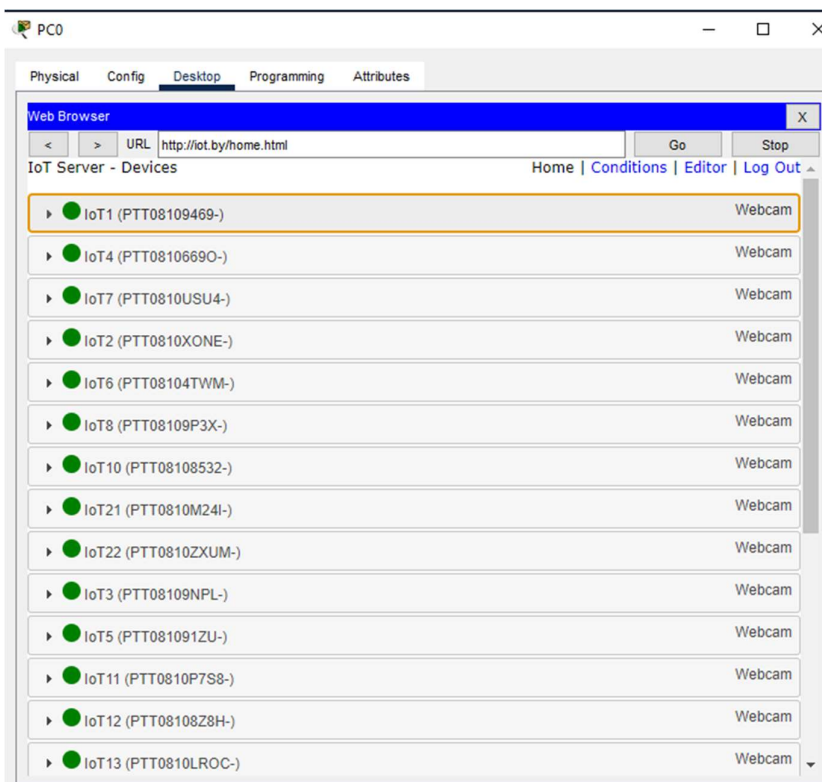 PC0
Physical Config Desktop Programming Attributes
Web Browser X
< > URL http://iot.by/home.html Go Stop
IoT Server - Devices Home | Conditions | Editor | Log Out
IoT1 (PTT08109469-) Webcam
IoT4 (PTT0810669O-) Webcam
IoT7 (PTT0810USU4-) Webcam
IoT2 (PTT0810XONE-) Webcam
IoT6 (PTT08104TWM-) Webcam
IoT8 (PTT08109P3X-) Webcam
IoT10 (PTT08108532-) Webcam
IoT21 (PTT0810M24I-) Webcam
IoT22 (PTT0810ZXUM-) Webcam
IoT3 (PTT08109NPL-) Webcam
IoT5 (PTT081091ZU-) Webcam
IoT11 (PTT0810P7S8-) Webcam
IoT12 (PTT08108Z8H-) Webcam
IoT13 (PTT0810LROC-) Webcam